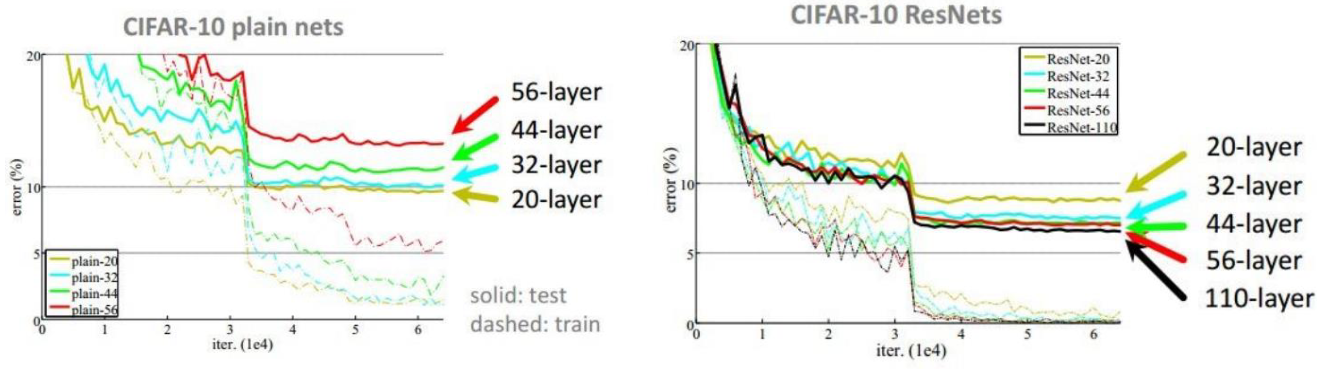 CIFAR-10 plain nets
20
10
5
0
error (%)
0
1
2
3
4
5
6
iter. (1e4)
plain-20
plain-32
plain-44
plain-56
56-layer
44-layer
32-layer
20-layer
solid: test
dashed: train
CIFAR-10 ResNets
20
10
5
0
error (%)
0
1
2
3
4
5
6
iter. (1e4)
ResNet-20
ResNet-32
ResNet-44
ResNet-56
ResNet-110
20-layer
32-layer
44-layer
56-layer
110-layer